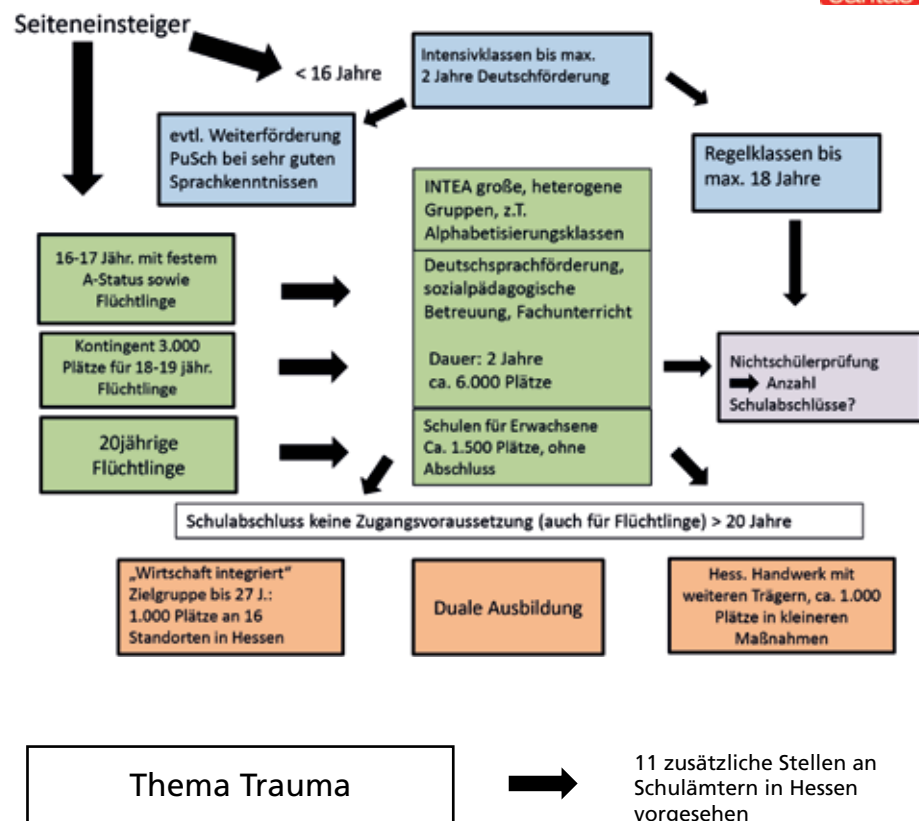 Seiteneinsteiger
< 16 Jahre
Intensivklassen bis max.
2 Jahre Deutschförderung
evtl. Weiterförderung
PuSch bei sehr guten
Sprachkenntnissen
Regelklassen bis
max. 18 Jahre
INTEA große, heterogene
Gruppen, z.T.
Alphabetisierungsklassen
16-17 Jähr. mit festem
A-Status sowie
Flüchtlinge
Deutschsprachförderung,
sozialpädagogische
Betreuung, Fachunterricht
Dauer: 2 Jahre
ca. 6.000 Plätze
Kontingent 3.000
Plätze für 18-19 jähr.
Flüchtlinge
Nichtschülerprüfung
Anzahl
Schulabschlüsse?
20jährige
Flüchtlinge
Schulen für Erwachsene
Ca. 1.500 Plätze, ohne
Abschluss
Schulabschluss keine Zugangsvoraussetzung (auch für Flüchtlinge) > 20 Jahre
„Wirtschaft integriert"
Zielgruppe bis 27 J.:
1.000 Plätze an 16
Standorten in Hessen
Duale Ausbildung
Hess. Handwerk mit
weiteren Trägern, ca. 1.000
Plätze in kleineren
Maßnahmen
Thema Trauma
11 zusätzliche Stellen an
Schulämtern in Hessen
vorgesehen